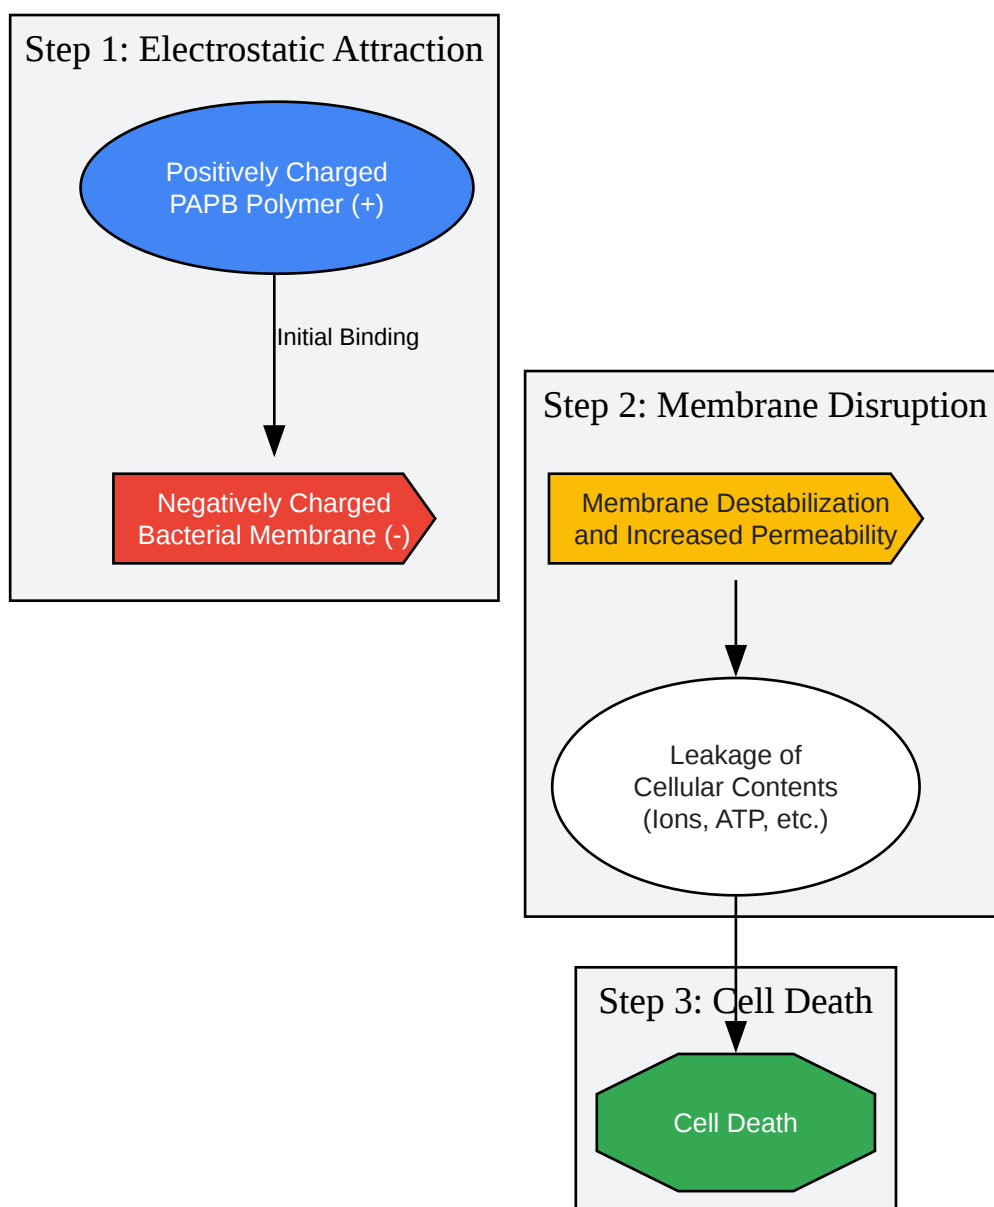 Step 1: Electrostatic Attraction
Positively Charged
PAPB Polymer (+)
Initial Binding
Negatively Charged
Bacterial Membrane (-)
Step 2: Membrane Disruption
Membrane Destabilization
and Increased Permeability
Leakage of
Cellular Contents
(Ions, ATP, etc.)
Step 3: Cell Death
Cell Death